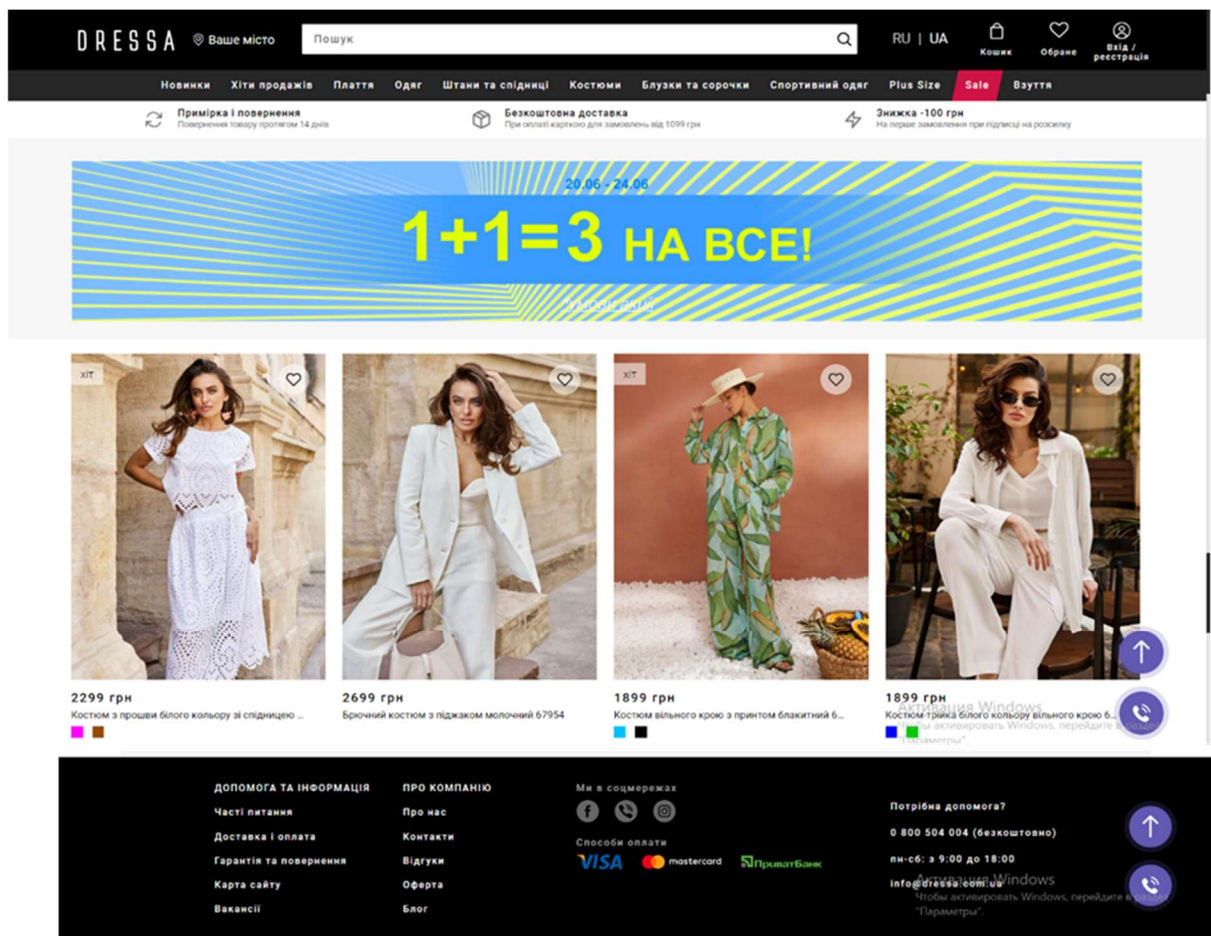 DRESSA
Ваше місто
Пошук
RU | UA
Кошик
Обране
Вхід /
реєстрація
Новинки Хіти продажів Плаття Одяг Штани та спідниці Костюми Блузки та сорочки Спортивний одяг Plus Size Sale Взуття
Примірка і повернення
Повернення товару протягом 14 днів
Безкоштовна доставка
При оплаті карткою для замовлень від 1099 грн
Знижка -100 грн
На перше замовлення при підписці на розсилку
20.06 - 24.06
1+1=3 НА ВСЕ!
*Умови акції
ХІТ
ХІТ
2299 грн
Костюм з прошви білого кольору зі спідницею ...
2699 грн
Брючний костюм з піджаком молочний 67954
1899 грн
Костюм вільного крою з принтом блакитний 6...
1899 грн
Костюм-трійка білого кольору вільного крою 6...
Активация Windows
Чтобы активировать Windows, перейдите в раздел
"Параметры".
ДОПОМОГА ТА ІНФОРМАЦІЯ
Часті питання
Доставка і оплата
Гарантія та повернення
Карта сайту
Вакансії
ПРО КОМПАНІЮ
Про нас
Контакти
Відгуки
Оферта
Блог
Ми в соцмережах
Способи оплати
VISA mastercard ПриватБанк
Потрібна допомога?
0 800 504 004 (безкоштовно)
пн-сб: з 9:00 до 18:00
info@dressa.com.ua
Активация Windows
Чтобы активировать Windows, перейдите в раздел
"Параметры".